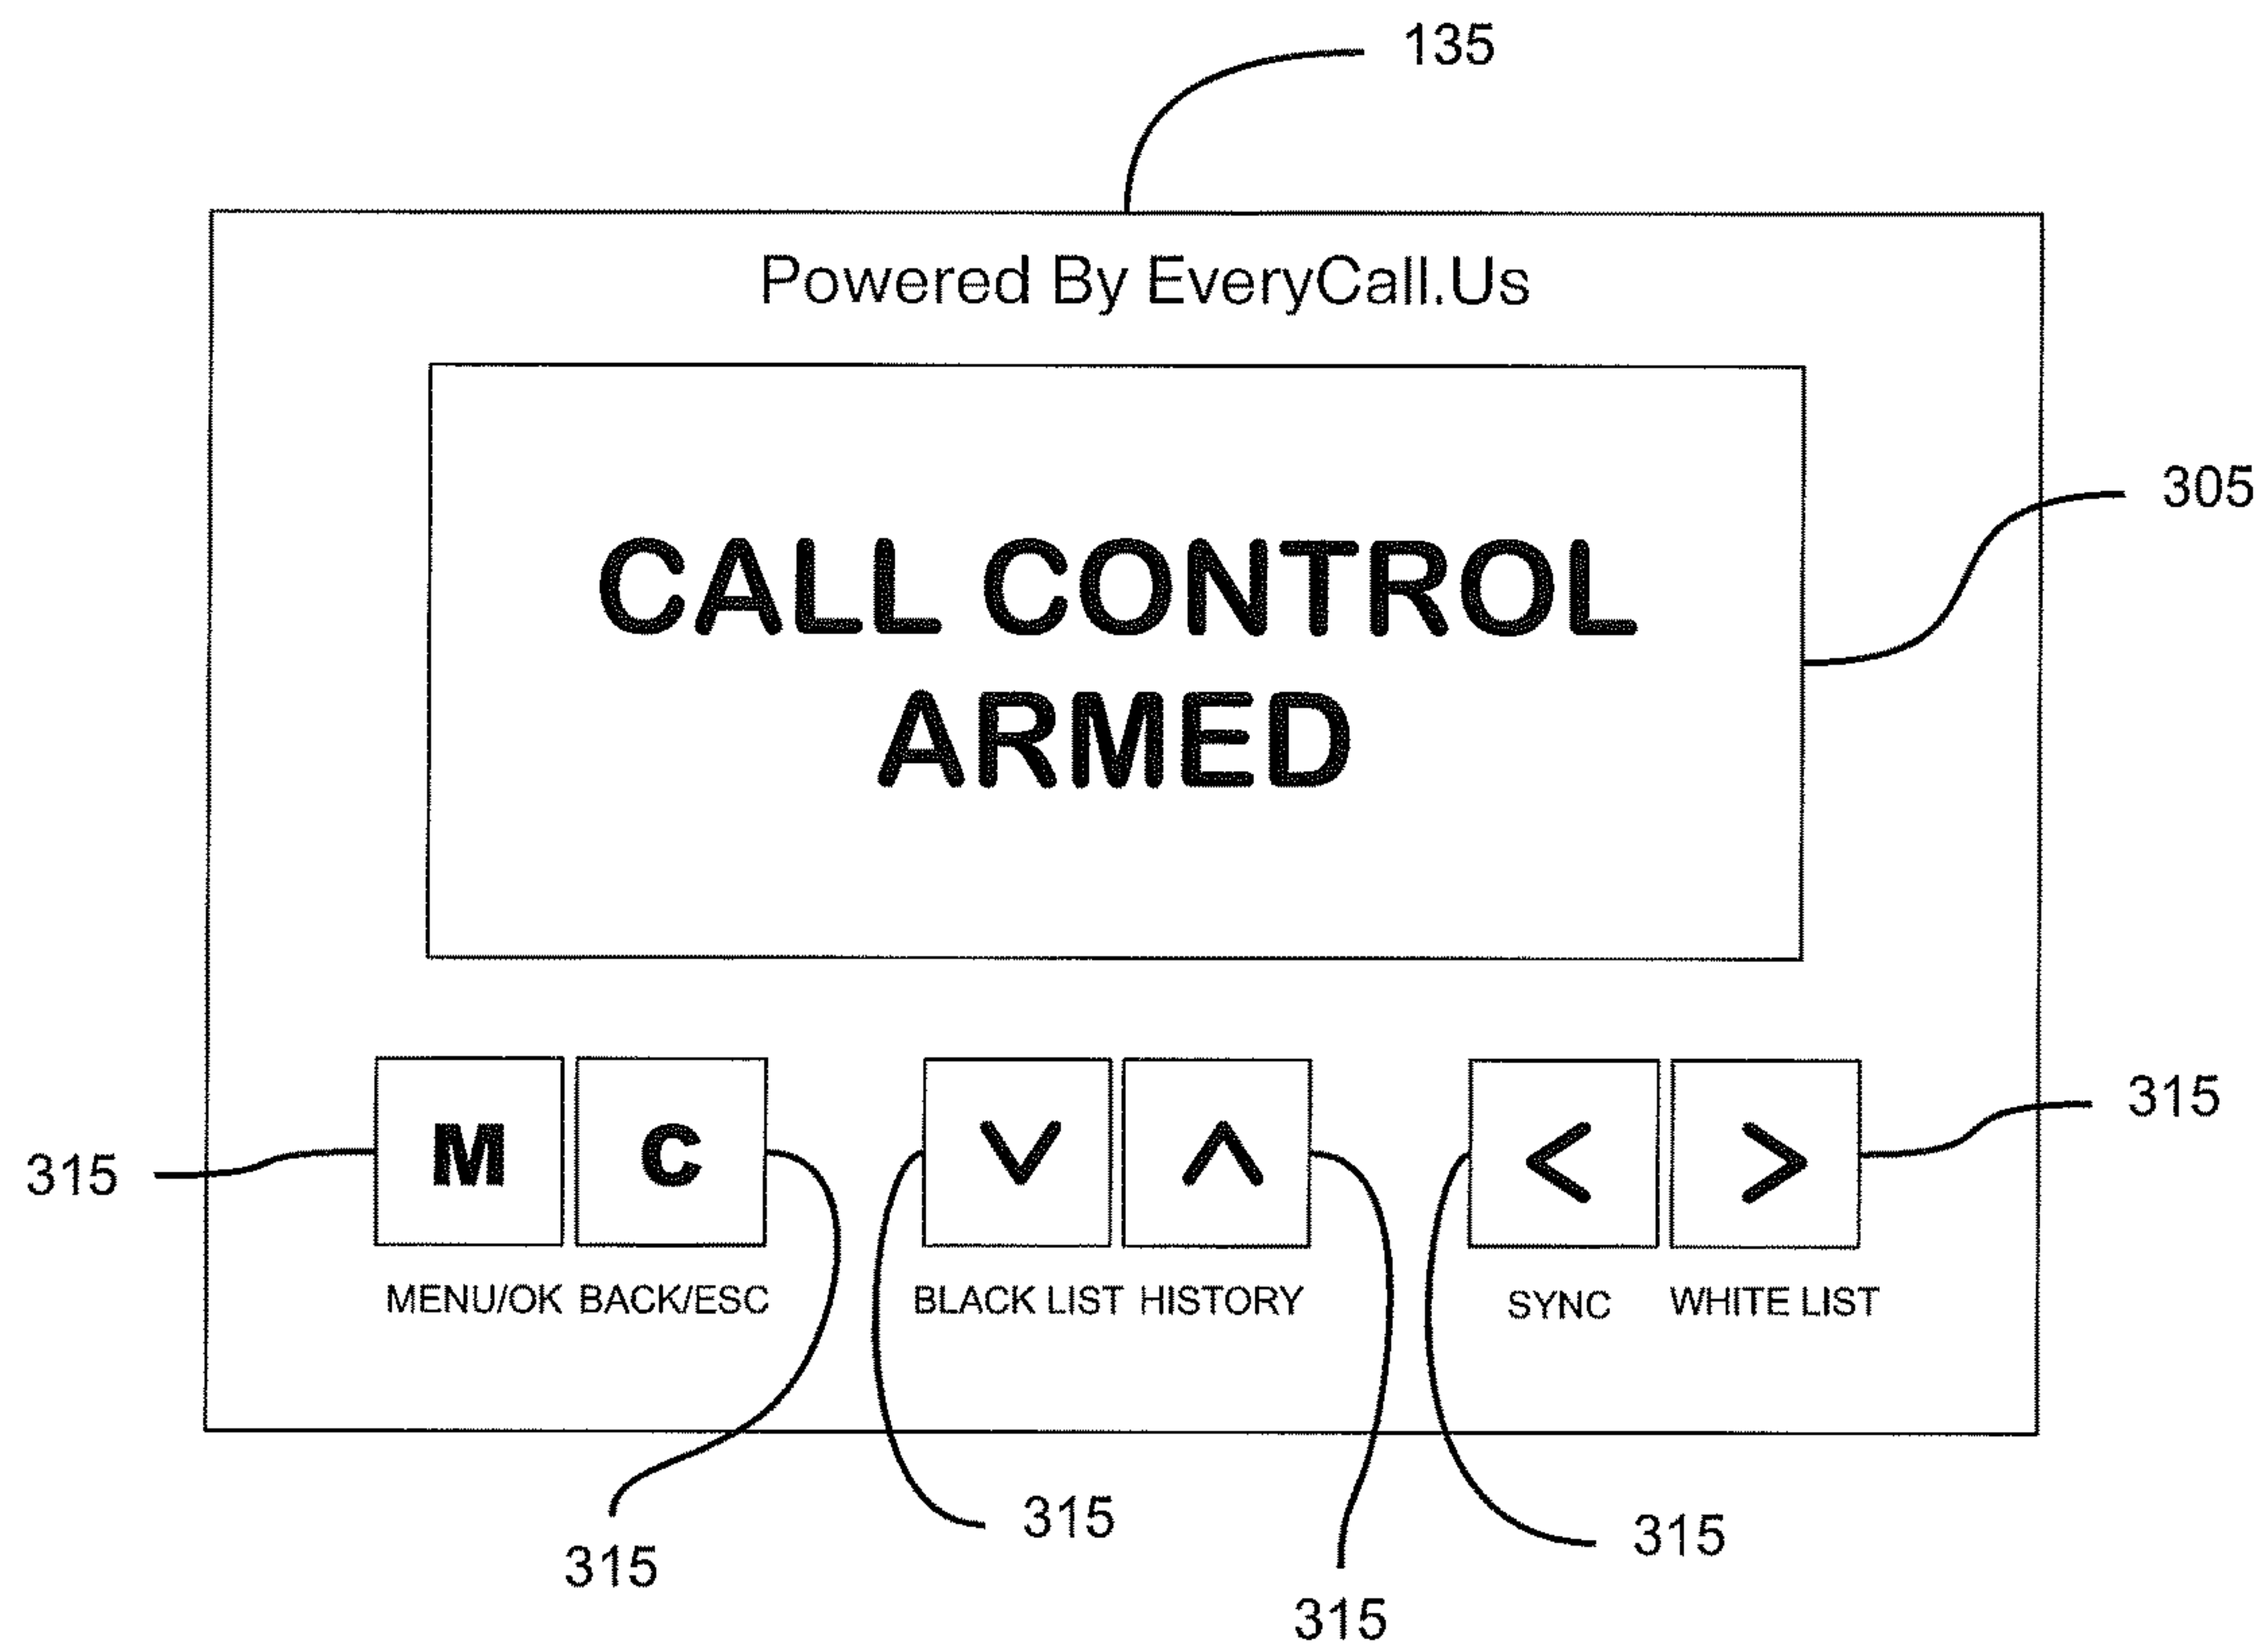 135
Powered By EveryCall.Us
305
CALL CONTROL
ARMED
315
M C V Λ < >
315
MENU/OK BACK/ESC BLACK LIST HISTORY SYNC WHITE LIST
315
315
315
315